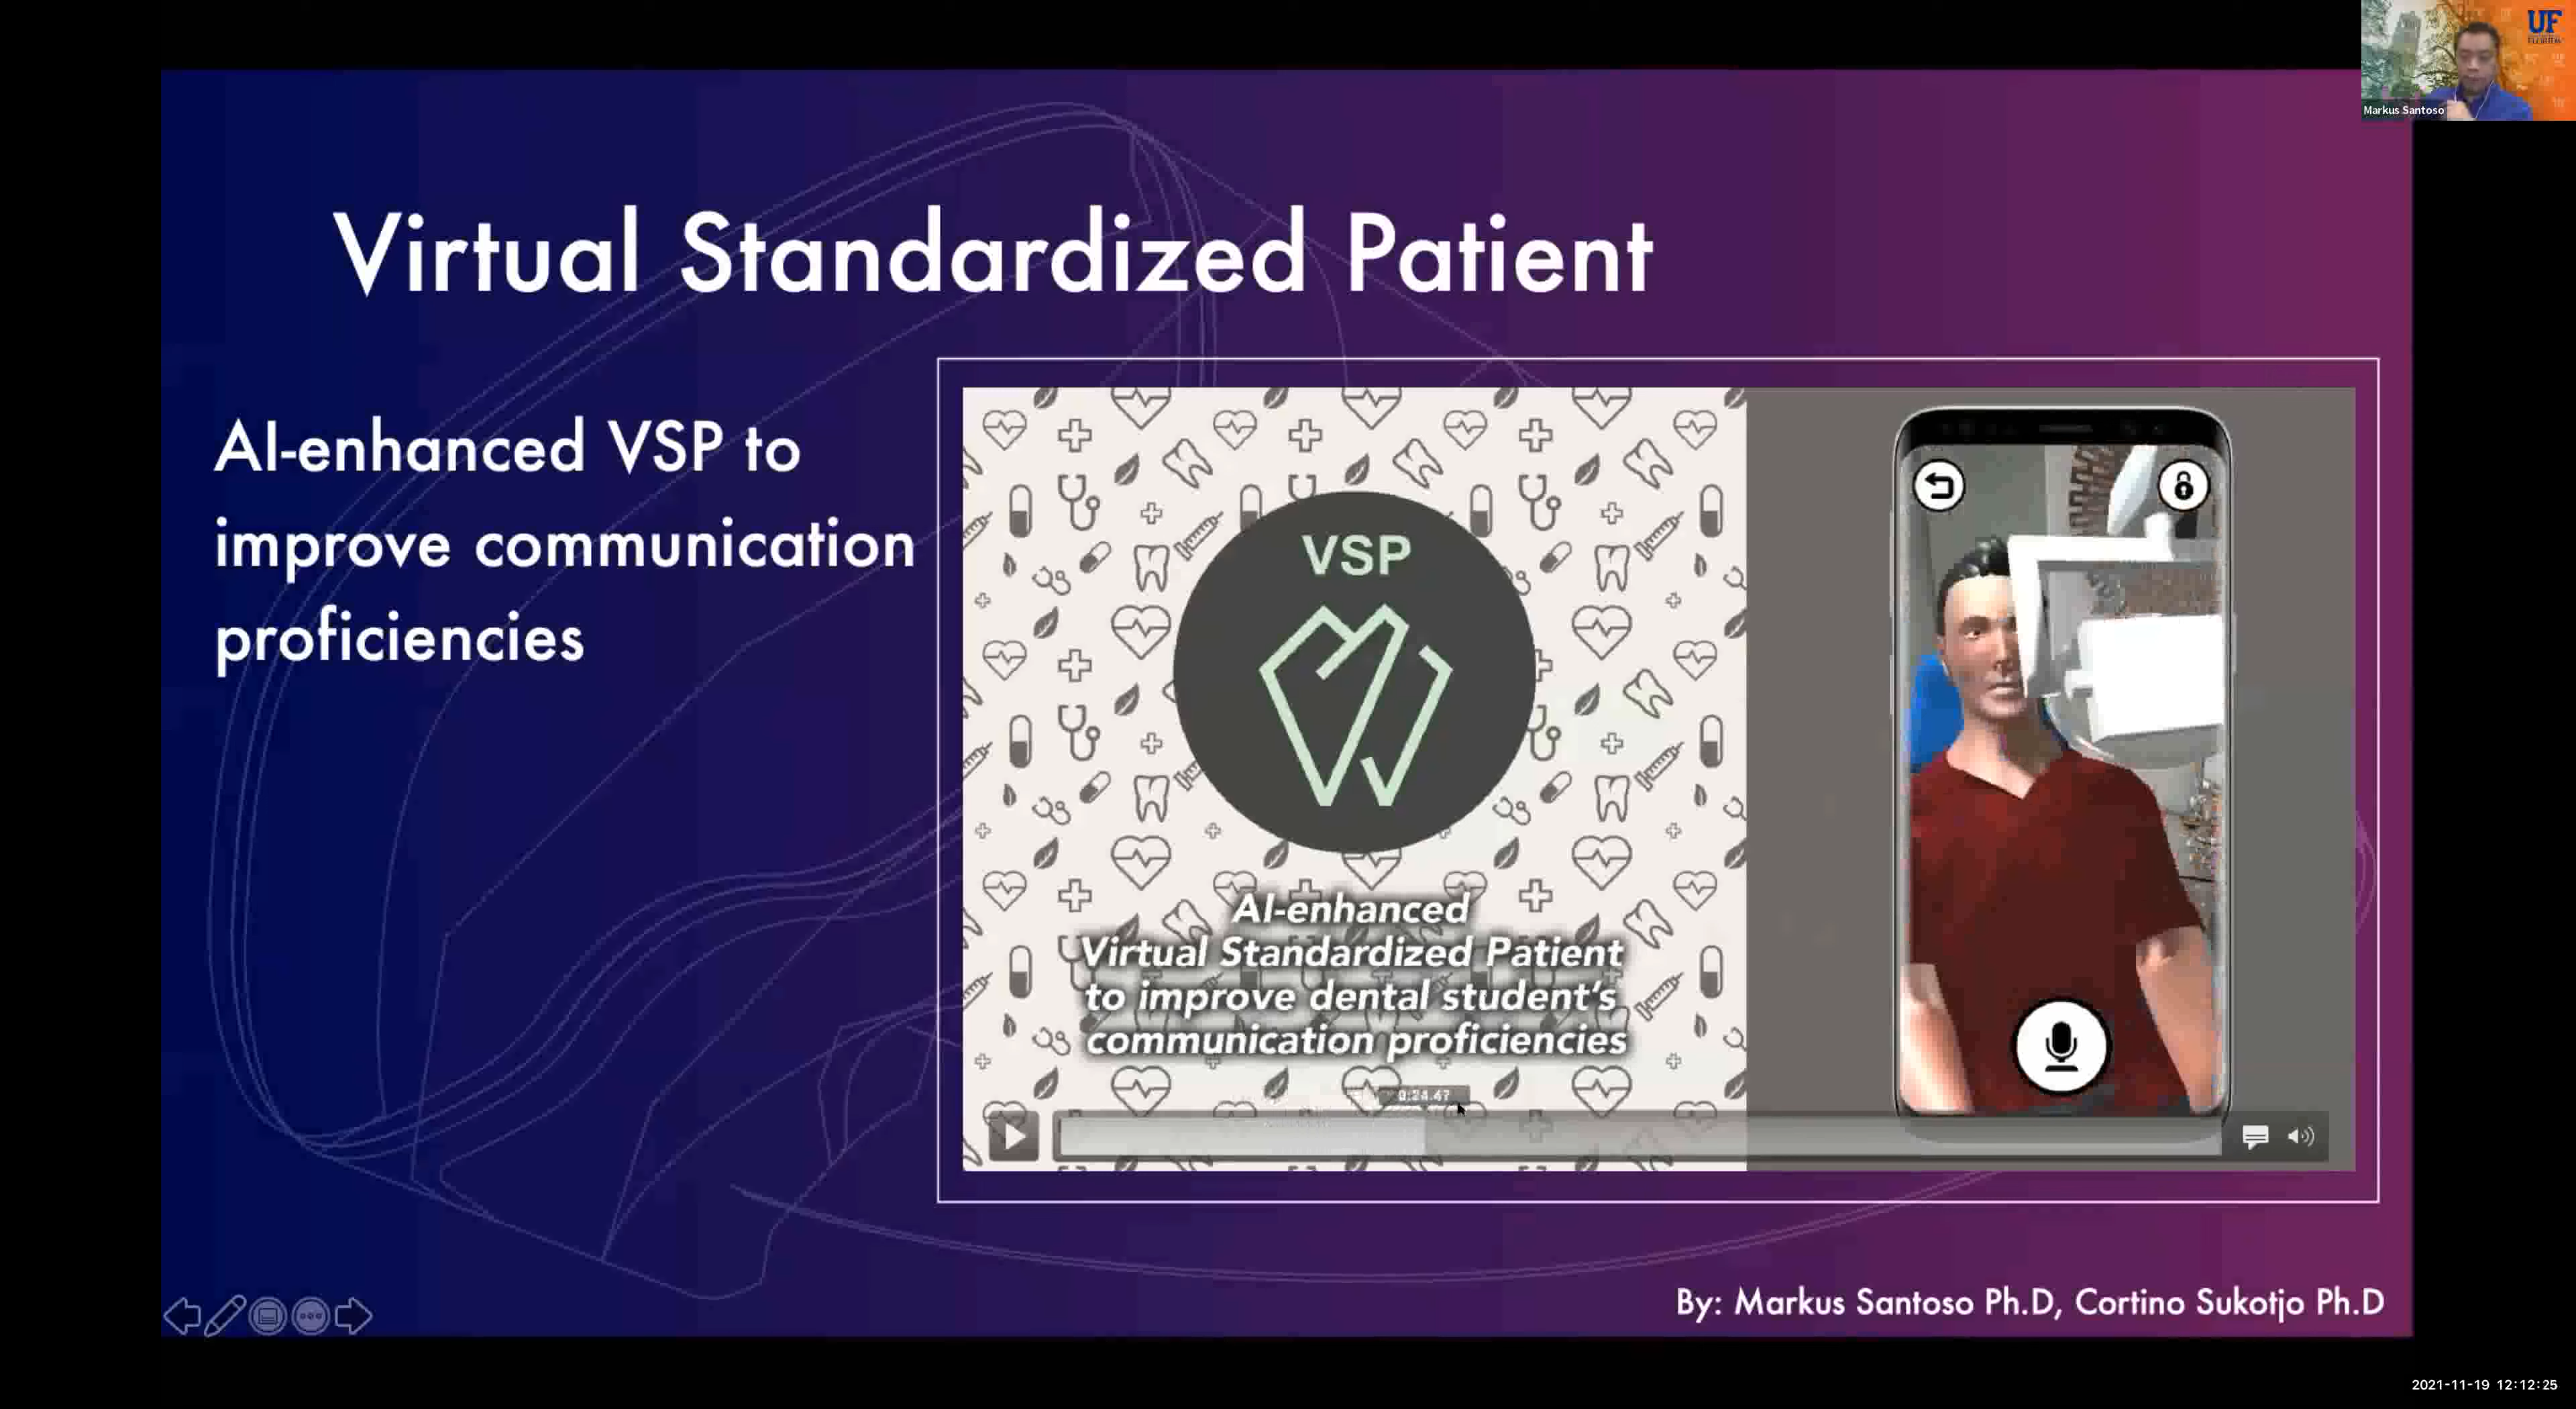 UF
FLORIDA
Markus Santoso
Virtual Standardized Patient
AI-enhanced VSP to
improve communication
proficiencies
VSP
AI-enhanced
Virtual Standardized Patient
to improve dental student's
communication proficiencies
0:24.47
By: Markus Santoso Ph.D, Cortino Sukotjo Ph.D
2021-11-19 12:12:25